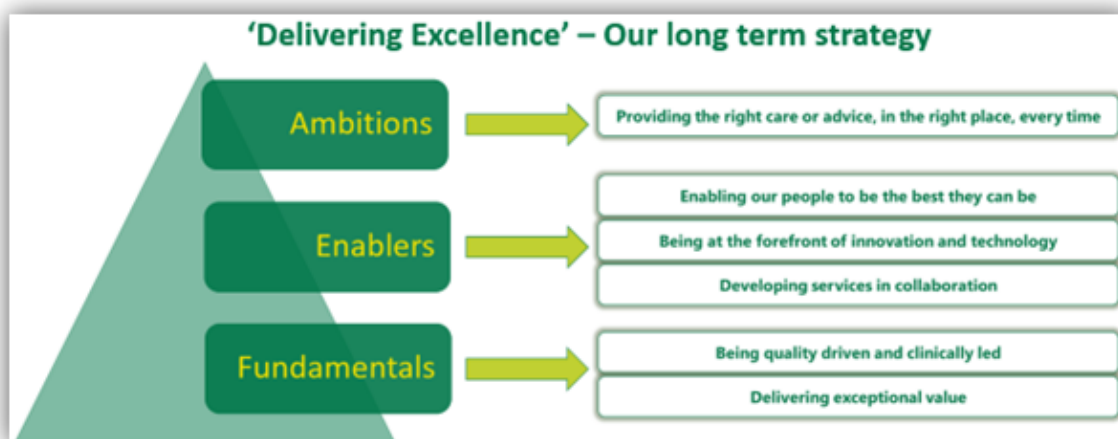 ‘Delivering Excellence’ – Our long term strategy
Ambitions
Providing the right care or advice, in the right place, every time
Enablers
Enabling our people to be the best they can be
Being at the forefront of innovation and technology
Developing services in collaboration
Fundamentals
Being quality driven and clinically led
Delivering exceptional value